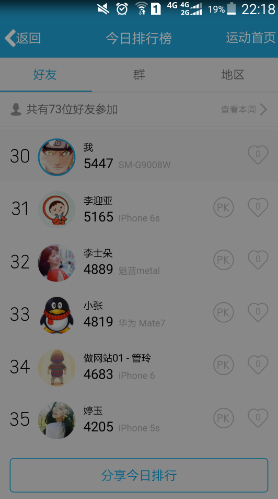 4G 4G 2G 19% 22:18
返回 今日排行榜 运动首页
好友 群 地区
共有73位好友参加 查看本周
30 我 0
5447 SM-G9008W
31 李迎亚 PK 0
5165 iPhone 6s
32 李士朵 PK 0
4889 魅蓝metal
33 小张 PK 0
4819 华为 Mate7
34 做网站01 - 管玲 PK 0
4683 iPhone 6
35 婷玉 PK 0
4205 iPhone 5s
分享今日排行